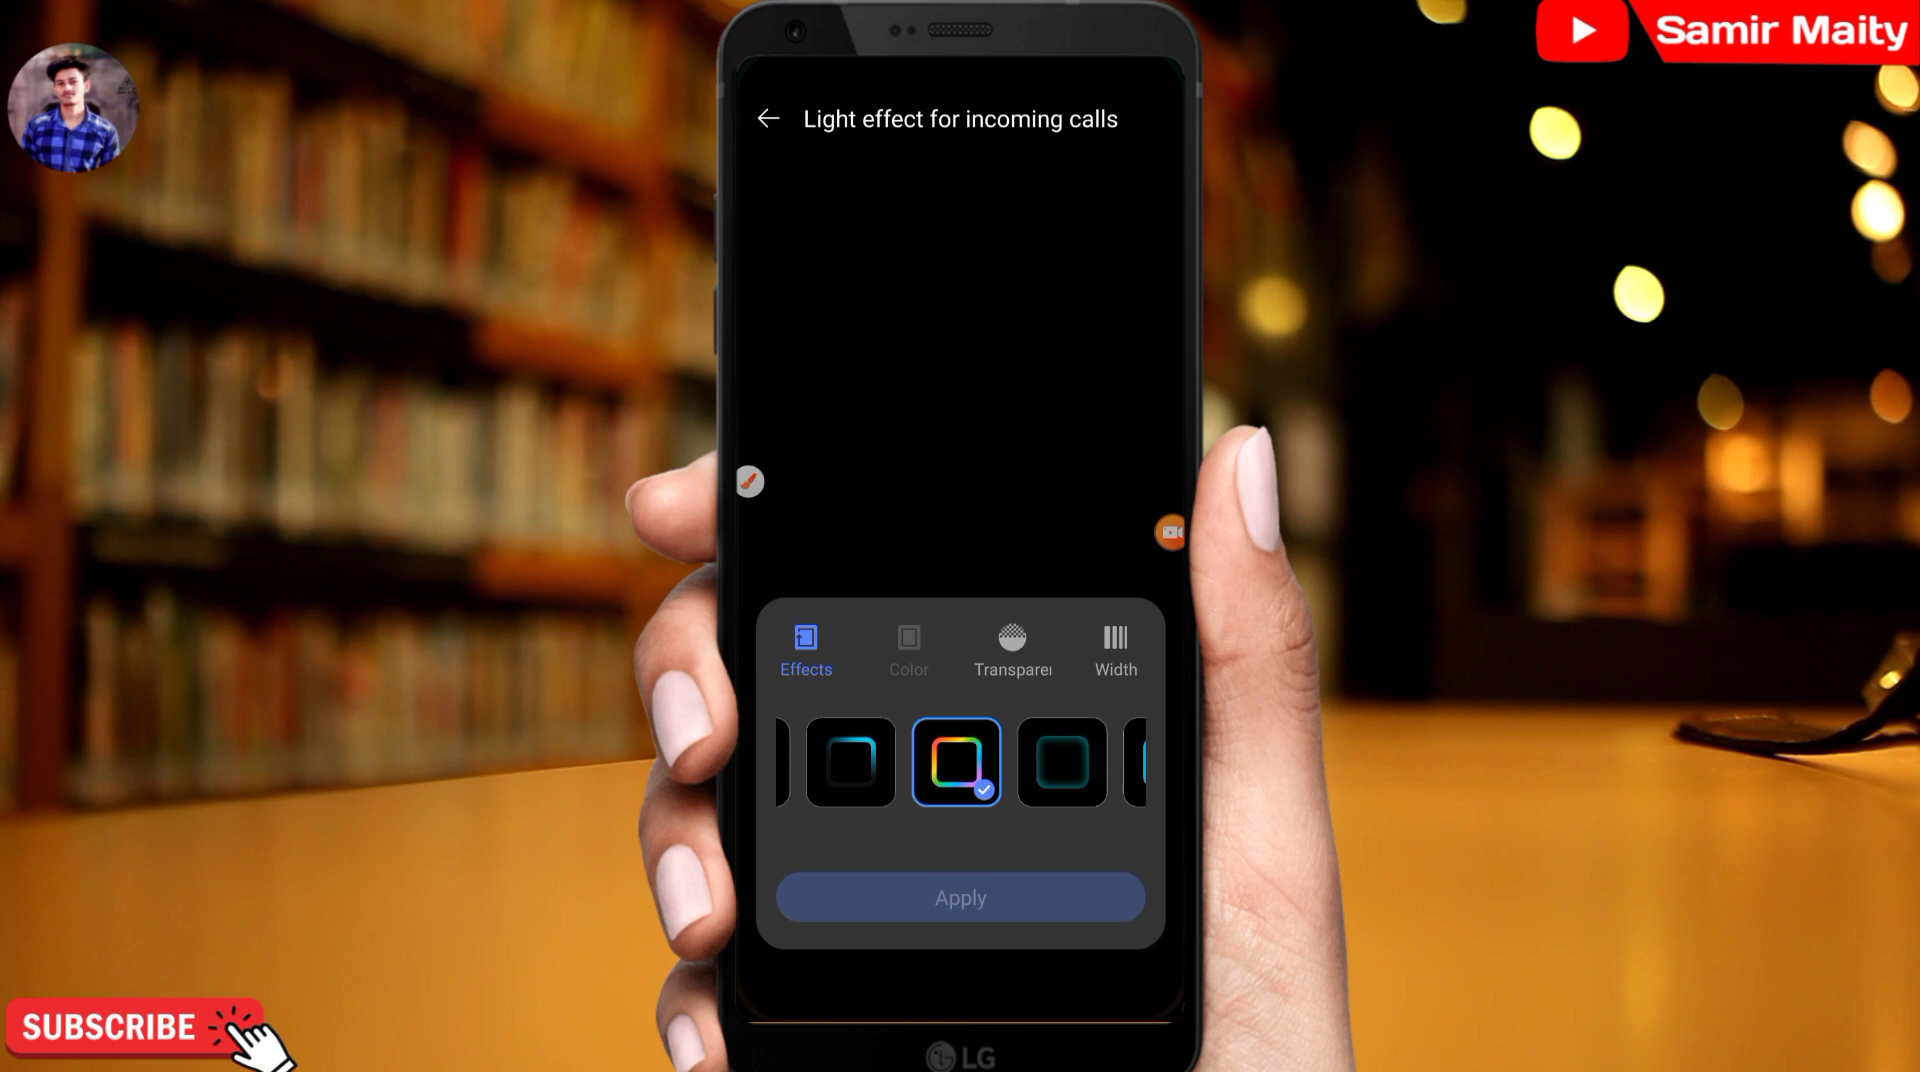 Samir Maity
Light effect for incoming calls
Effects
Color
Transparei
Width
Apply
SUBSCRIBE
LG